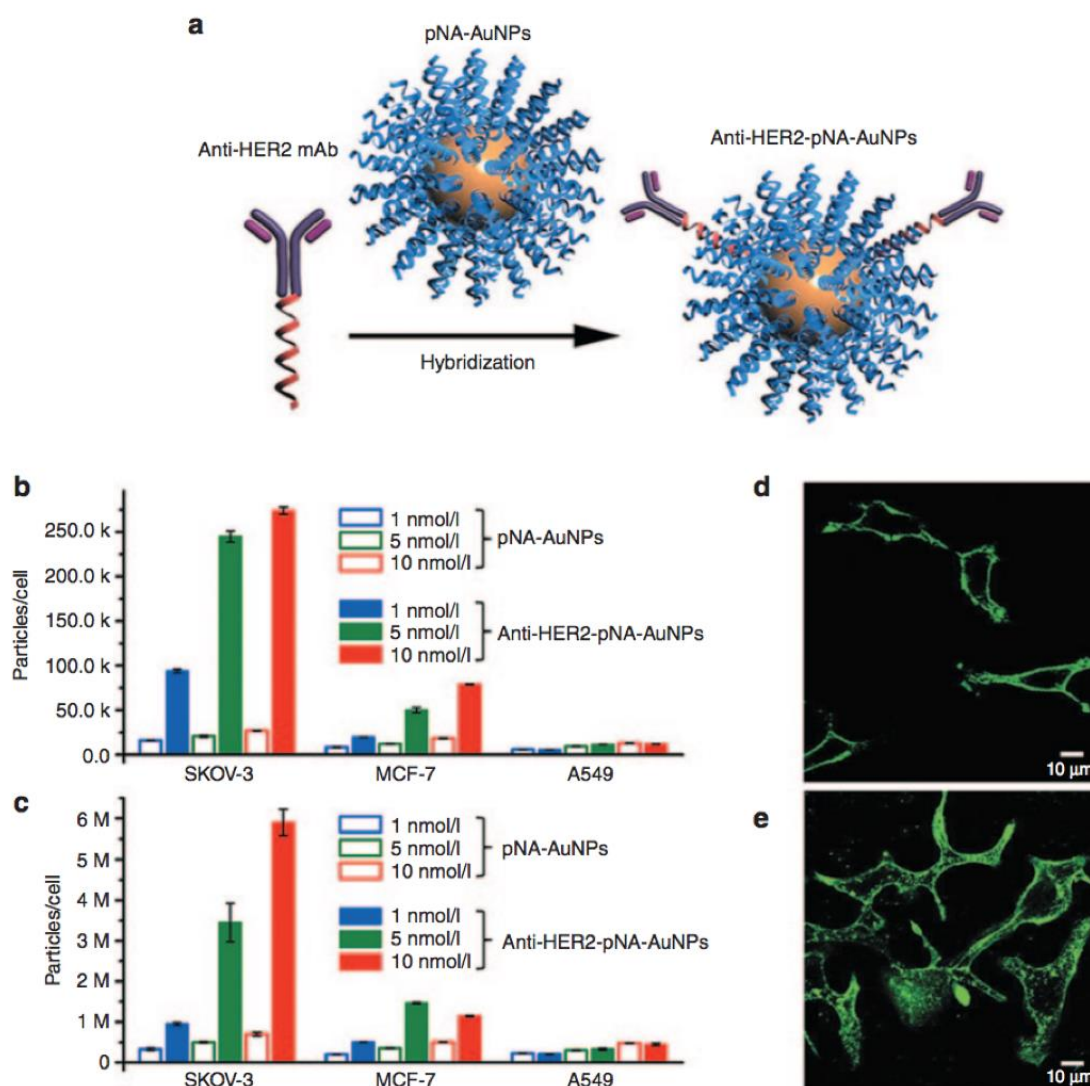 a
pNA-AuNPs
Anti-HER2 mAb
Anti-HER2-pNA-AuNPs
Hybridization
b
Particles/cell
250.0 k
200.0 k
150.0 k
100.0 k
50.0 k
0.0
1 nmol/l
5 nmol/l
10 nmol/l
pNA-AuNPs
1 nmol/l
5 nmol/l
10 nmol/l
Anti-HER2-pNA-AuNPs
SKOV-3 MCF-7 A549
c
Particles/cell
6 M
5 M
4 M
3 M
2 M
1 M
0
1 nmol/l
5 nmol/l
10 nmol/l
pNA-AuNPs
1 nmol/l
5 nmol/l
10 nmol/l
Anti-HER2-pNA-AuNPs
SKOV-3 MCF-7 A549
d
10 µm
e
10 µm